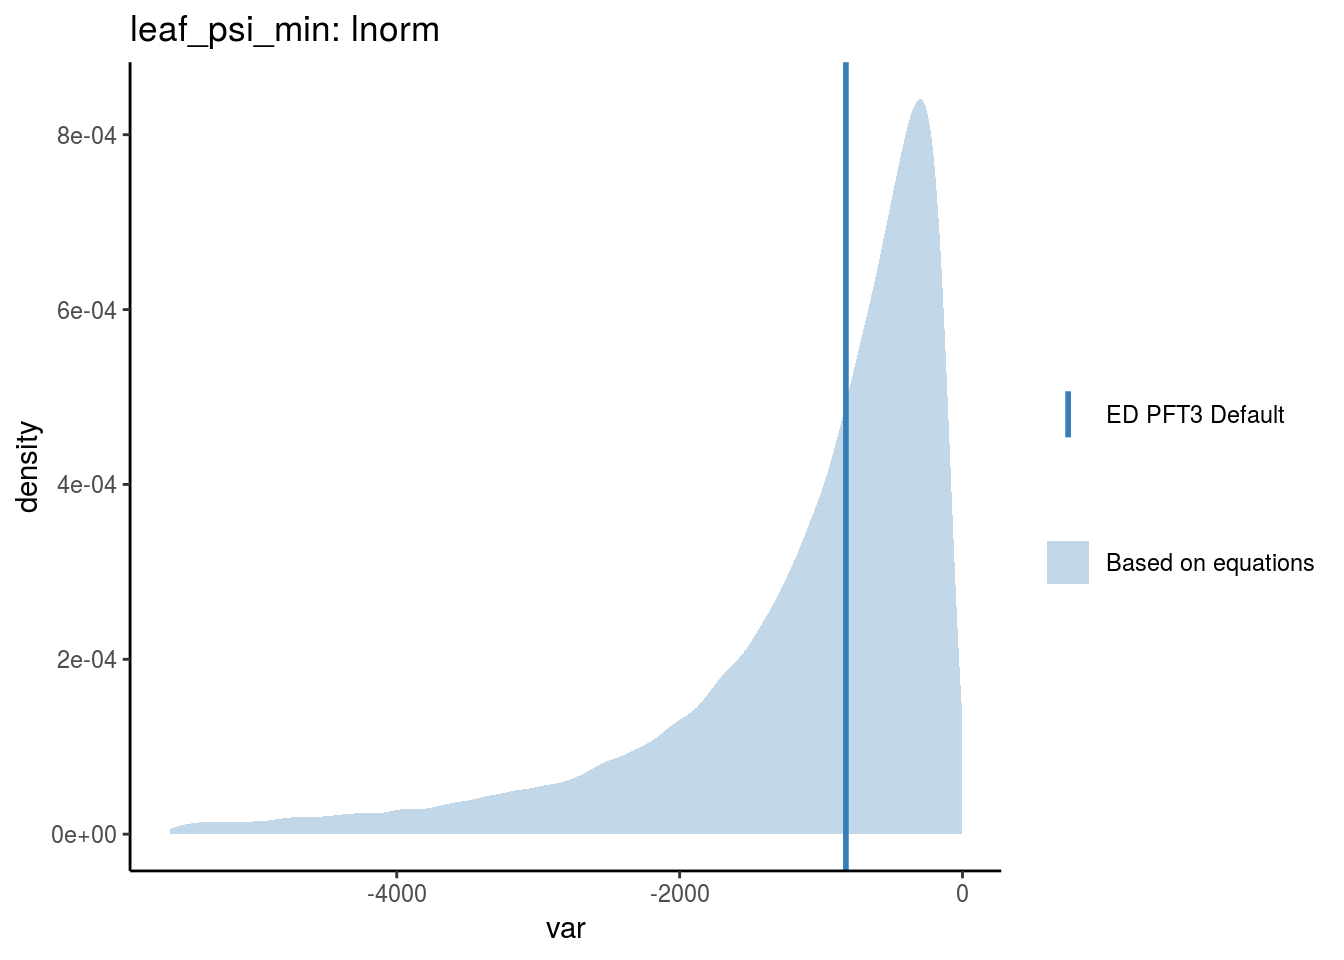 leaf_psi_min: lnorm
8e-04
6e-04
4e-04
2e-04
0e+00
density
-4000
-2000
0
var
ED PFT3 Default
Based on equations